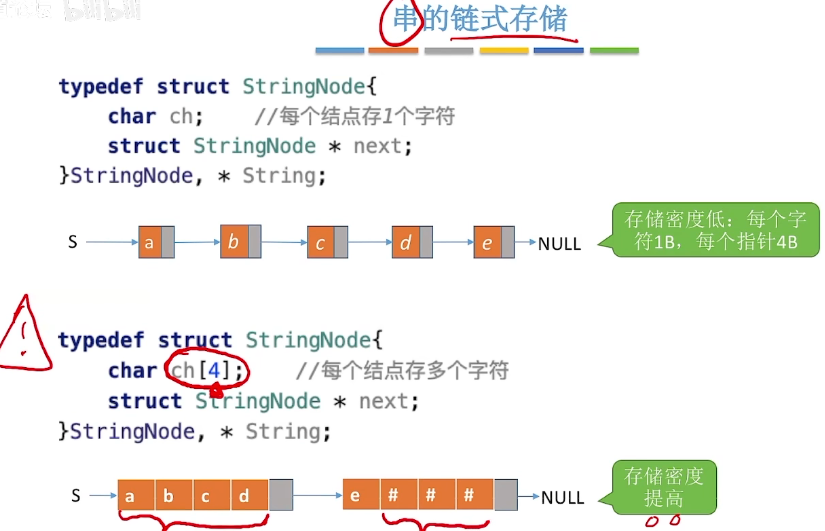 bilibili
串的链式存储
typedef struct StringNode{
char ch; //每个结点存1个字符
struct StringNode * next;
}StringNode, * String;
S a b c d e NULL
存储密度低：每个字
符1B，每个指针4B
typedef struct StringNode{
char ch[4]; //每个结点存多个字符
struct StringNode * next;
}StringNode, * String;
S a b c d e # # # NULL
存储密度
提高